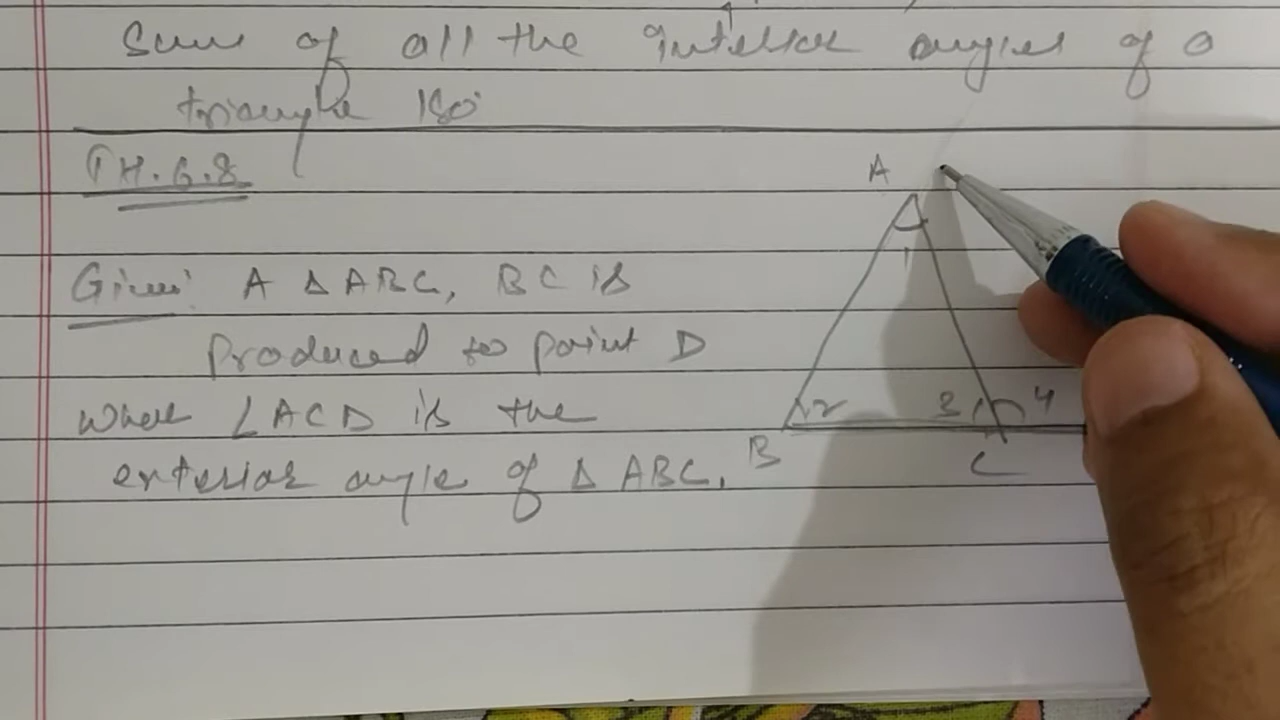 Sum of all the interior angles of a
triangle 180°
TH. 6.8
Given: A Δ ABC, BC is
produced to point D
where ∠ACD is the
exterior angle of Δ ABC.
A
1
2
3
4
B
C